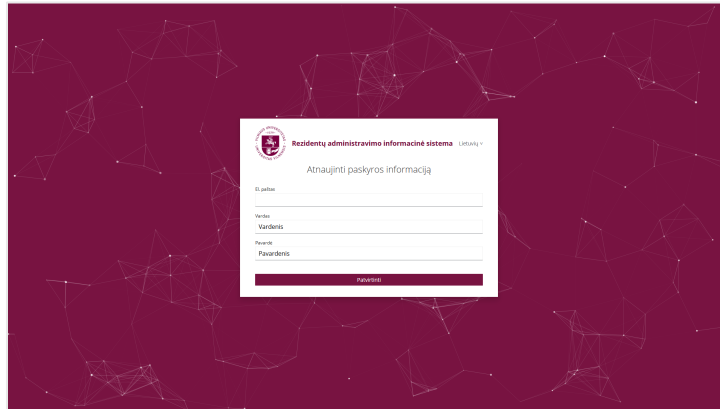 Rezidentų administravimo informacinė sistema Lietuvių
Atnaujinti paskyros informaciją
El. paštas
Vardas
Vardenis
Pavardė
Pavardenis
Patvirtinti